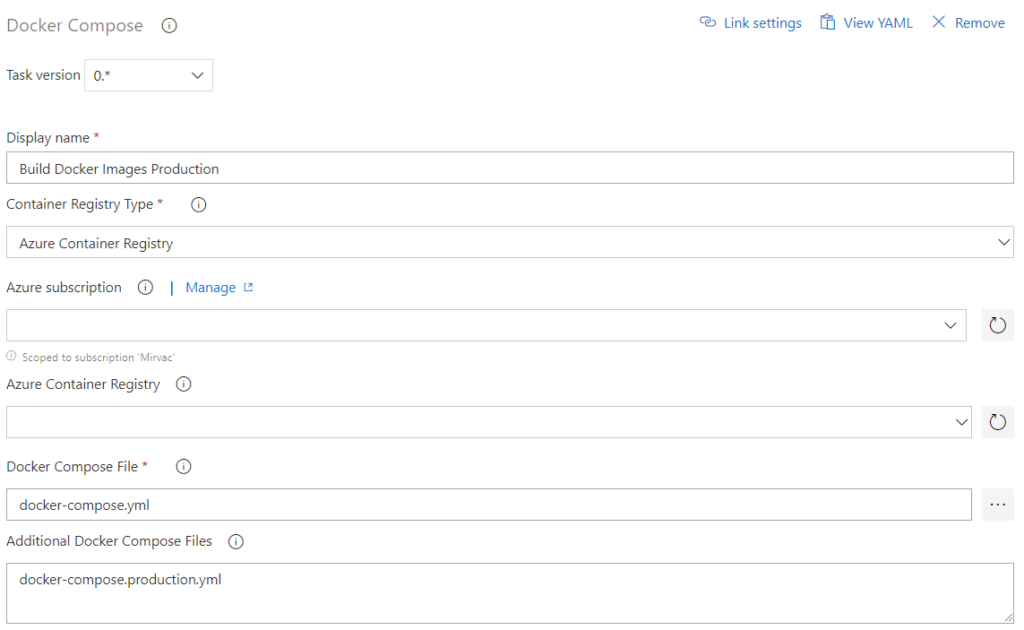 Docker Compose
Link settings View YAML Remove
Task version 0.*
Display name *
Build Docker Images Production
Container Registry Type *
Azure Container Registry
Azure subscription | Manage
Scoped to subscription 'Mirvac'
Azure Container Registry
Docker Compose File *
docker-compose.yml
...
Additional Docker Compose Files
docker-compose.production.yml